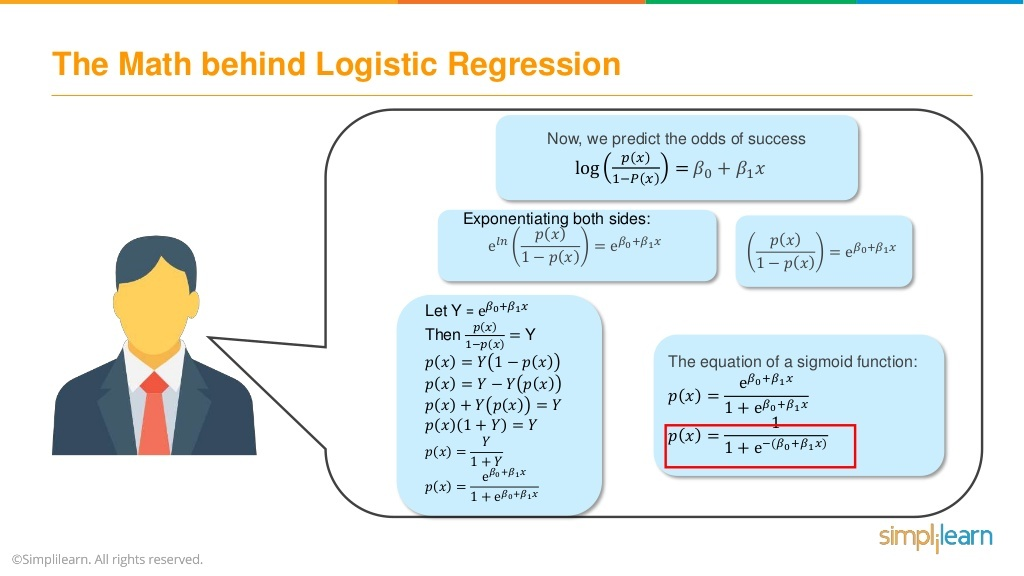 The Math behind Logistic Regression
Now, we predict the odds of success
log(p(x)/1−P(x)) = β₀ + β₁x
Exponentiating both sides:
e^ln(p(x)/1 − p(x)) = e^β₀+β₁x
(p(x)/1 − p(x)) = e^β₀+β₁x
Let Y = e^β₀+β₁x
Then p(x)/1−p(x) = Y
p(x) = Y(1 − p(x))
p(x) = Y − Y(p(x))
p(x) + Y(p(x)) = Y
p(x)(1 + Y) = Y
p(x) = Y/1 + Y
p(x) = e^β₀+β₁x/1 + e^β₀+β₁x
The equation of a sigmoid function:
p(x) = e^β₀+β₁x/1 + e^β₀+β₁x
p(x) = 1/1 + e^−(β₀+β₁x)
simplilearn
©Simplilearn. All rights reserved.